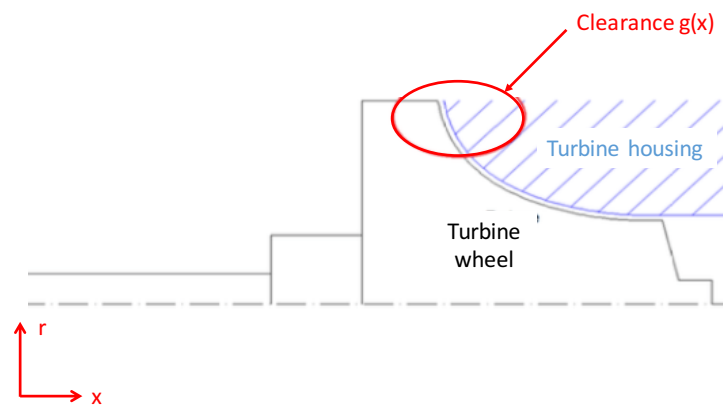 Clearance g(x)
Turbine housing
Turbine
wheel
r
x